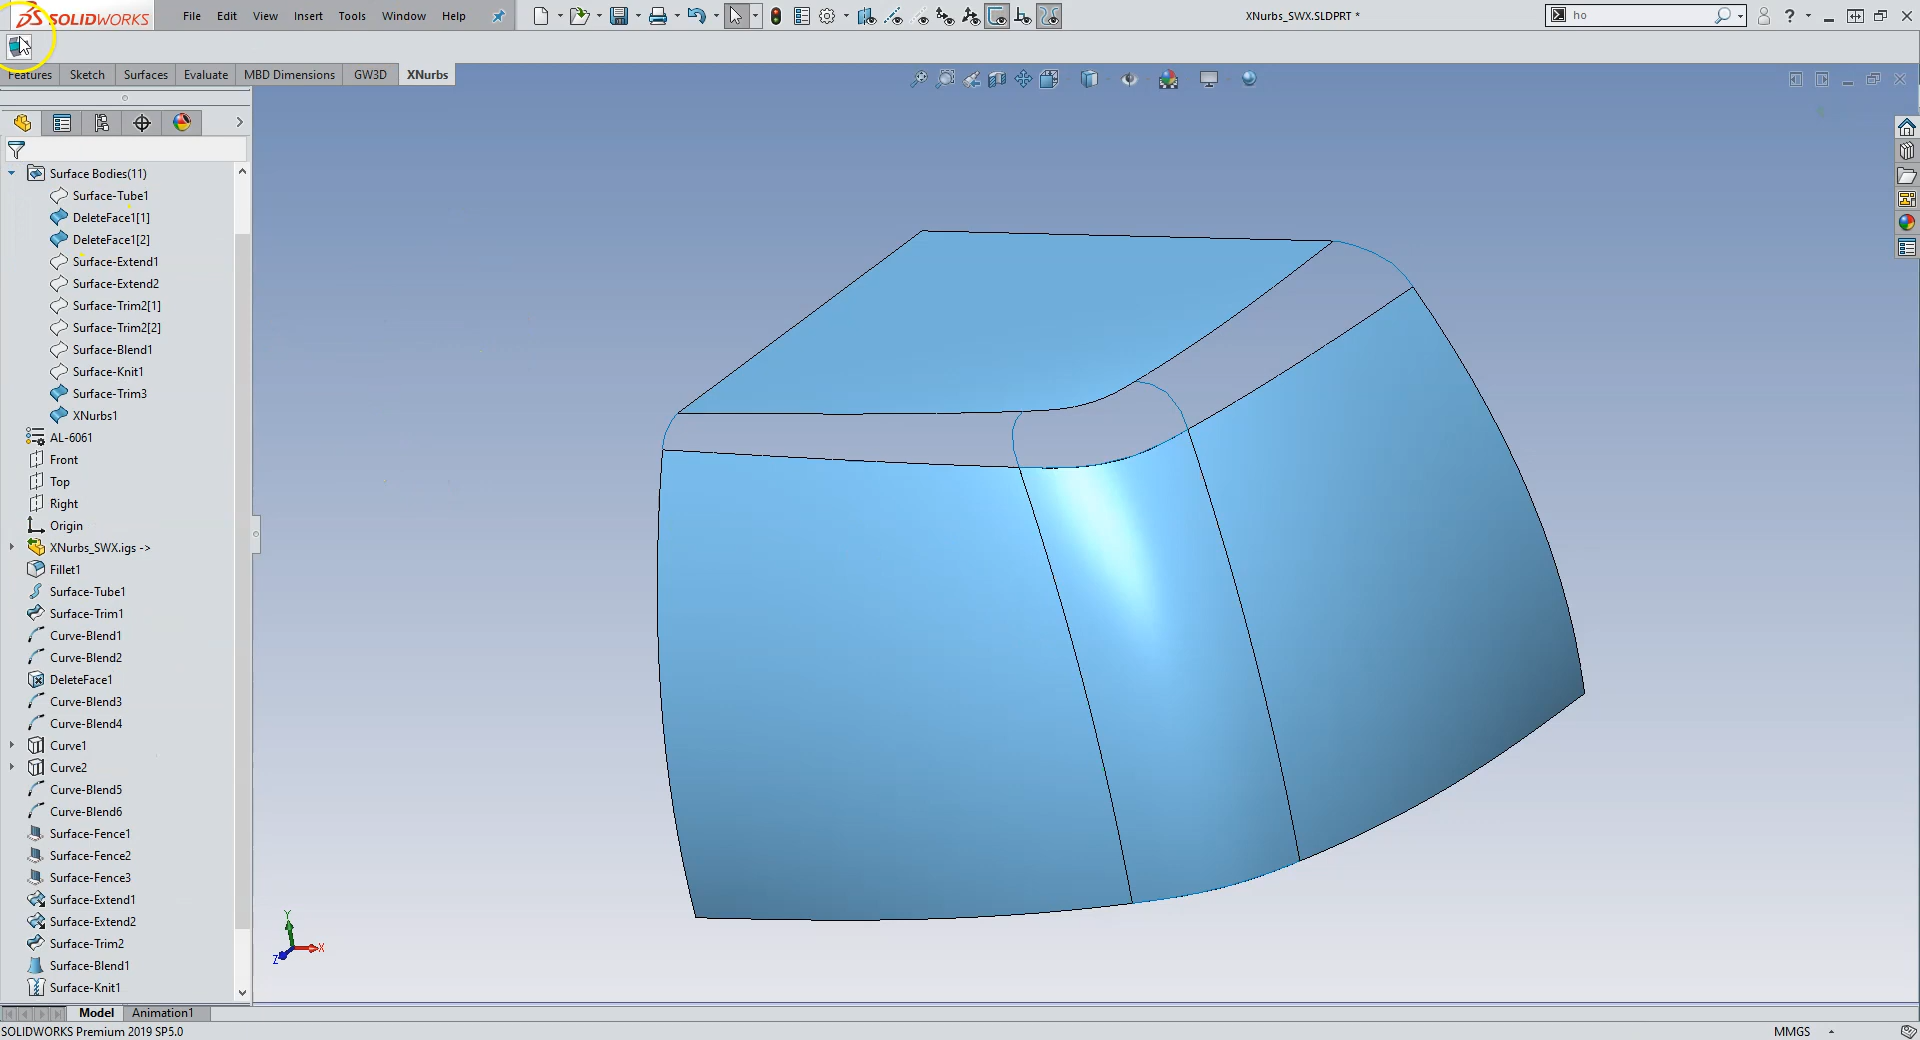 SOLIDWORKS File Edit View Insert Tools Window Help XNurbs_SWX.SLDPRT * ho
Features Sketch Surfaces Evaluate MBD Dimensions GW3D XNurbs
Surface Bodies(11)
Surface-Tube1
DeleteFace1[1]
DeleteFace1[2]
Surface-Extend1
Surface-Extend2
Surface-Trim2[1]
Surface-Trim2[2]
Surface-Blend1
Surface-Knit1
Surface-Trim3
XNurbs1
AL-6061
Front
Top
Right
Origin
XNurbs_SWX.igs ->
Fillet1
Surface-Tube1
Surface-Trim1
Curve-Blend1
Curve-Blend2
DeleteFace1
Curve-Blend3
Curve-Blend4
Curve1
Curve2
Curve-Blend5
Curve-Blend6
Surface-Fence1
Surface-Fence2
Surface-Fence3
Surface-Extend1
Surface-Extend2
Surface-Trim2
Surface-Blend1
Surface-Knit1
Y
X
Z
Model Animation1
SOLIDWORKS Premium 2019 SP5.0 MMGS